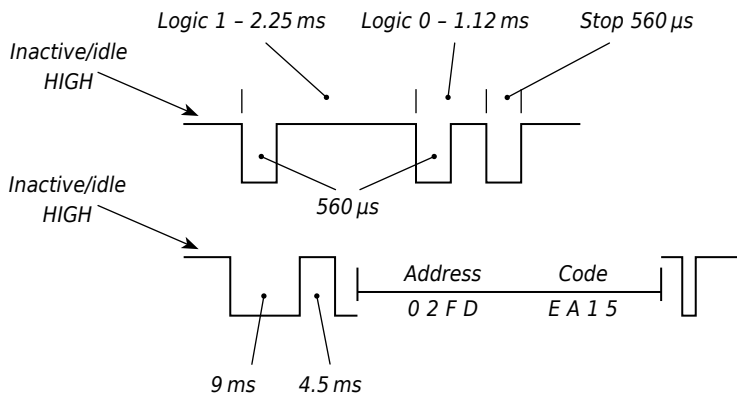 Logic 1 – 2.25 ms
Logic 0 – 1.12 ms
Stop 560 µs
Inactive/idle
HIGH
560 µs
Inactive/idle
HIGH
Address
Code
0 2 F D
E A 1 5
9 ms
4.5 ms